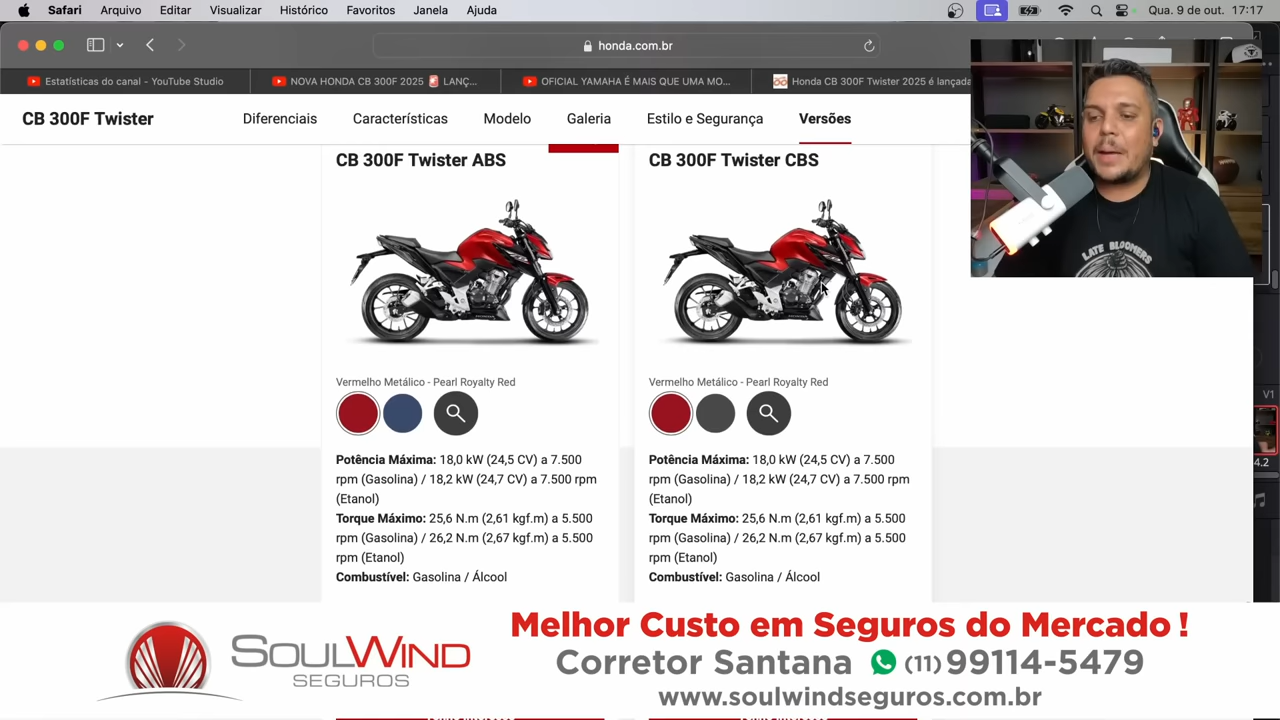 Safari Arquivo Editar Visualizar Histórico Favoritos Janela Ajuda Qua. 9 de out. 17:17
honda.com.br
Estatísticas do canal - YouTube Studio
NOVA HONDA CB 300F 2025 🚨 LANÇ...
OFICIAL YAMAHA É MAIS QUE UMA MO...
Honda CB 300F Twister 2025 é lançada
CB 300F Twister
Diferenciais Características Modelo Galeria Estilo e Segurança Versões
CB 300F Twister ABS
Vermelho Metálico - Pearl Royalty Red
Potência Máxima: 18,0 kW (24,5 CV) a 7.500
rpm (Gasolina) / 18,2 kW (24,7 CV) a 7.500 rpm
(Etanol)
Torque Máximo: 25,6 N.m (2,61 kgf.m) a 5.500
rpm (Gasolina) / 26,2 N.m (2,67 kgf.m) a 5.500
rpm (Etanol)
Combustível: Gasolina / Álcool
CB 300F Twister CBS
Vermelho Metálico - Pearl Royalty Red
Potência Máxima: 18,0 kW (24,5 CV) a 7.500
rpm (Gasolina) / 18,2 kW (24,7 CV) a 7.500 rpm
(Etanol)
Torque Máximo: 25,6 N.m (2,61 kgf.m) a 5.500
rpm (Gasolina) / 26,2 N.m (2,67 kgf.m) a 5.500
rpm (Etanol)
Combustível: Gasolina / Álcool
LATE BLOOMERS
V1
4.2
SOULWIND
SEGUROS
Melhor Custo em Seguros do Mercado !
Corretor Santana (11) 99114-5479
www.soulwindseguros.com.br